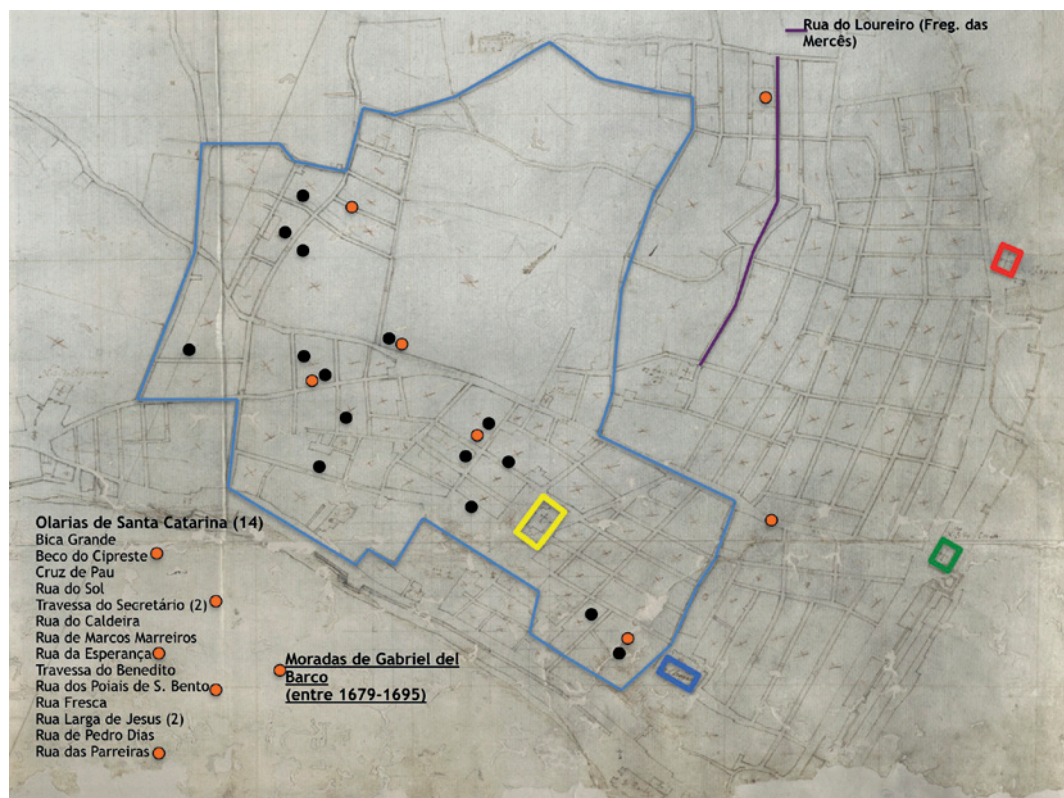 Rua do Loureiro (Freg. das
Mercês)
Olarias de Santa Catarina (14)
Bica Grande
Beco do Cipreste
Cruz de Pau
Rua do Sol
Travessa do Secretário (2)
Rua do Caldeira
Rua de Marcos Marreiros
Rua da Esperança
Travessa do Benedito
Rua dos Poiais de S. Bento
Rua Fresca
Rua Larga de Jesus (2)
Rua de Pedro Dias
Rua das Parreiras
Moradas de Gabriel del
Barco
(entre 1679-1695)